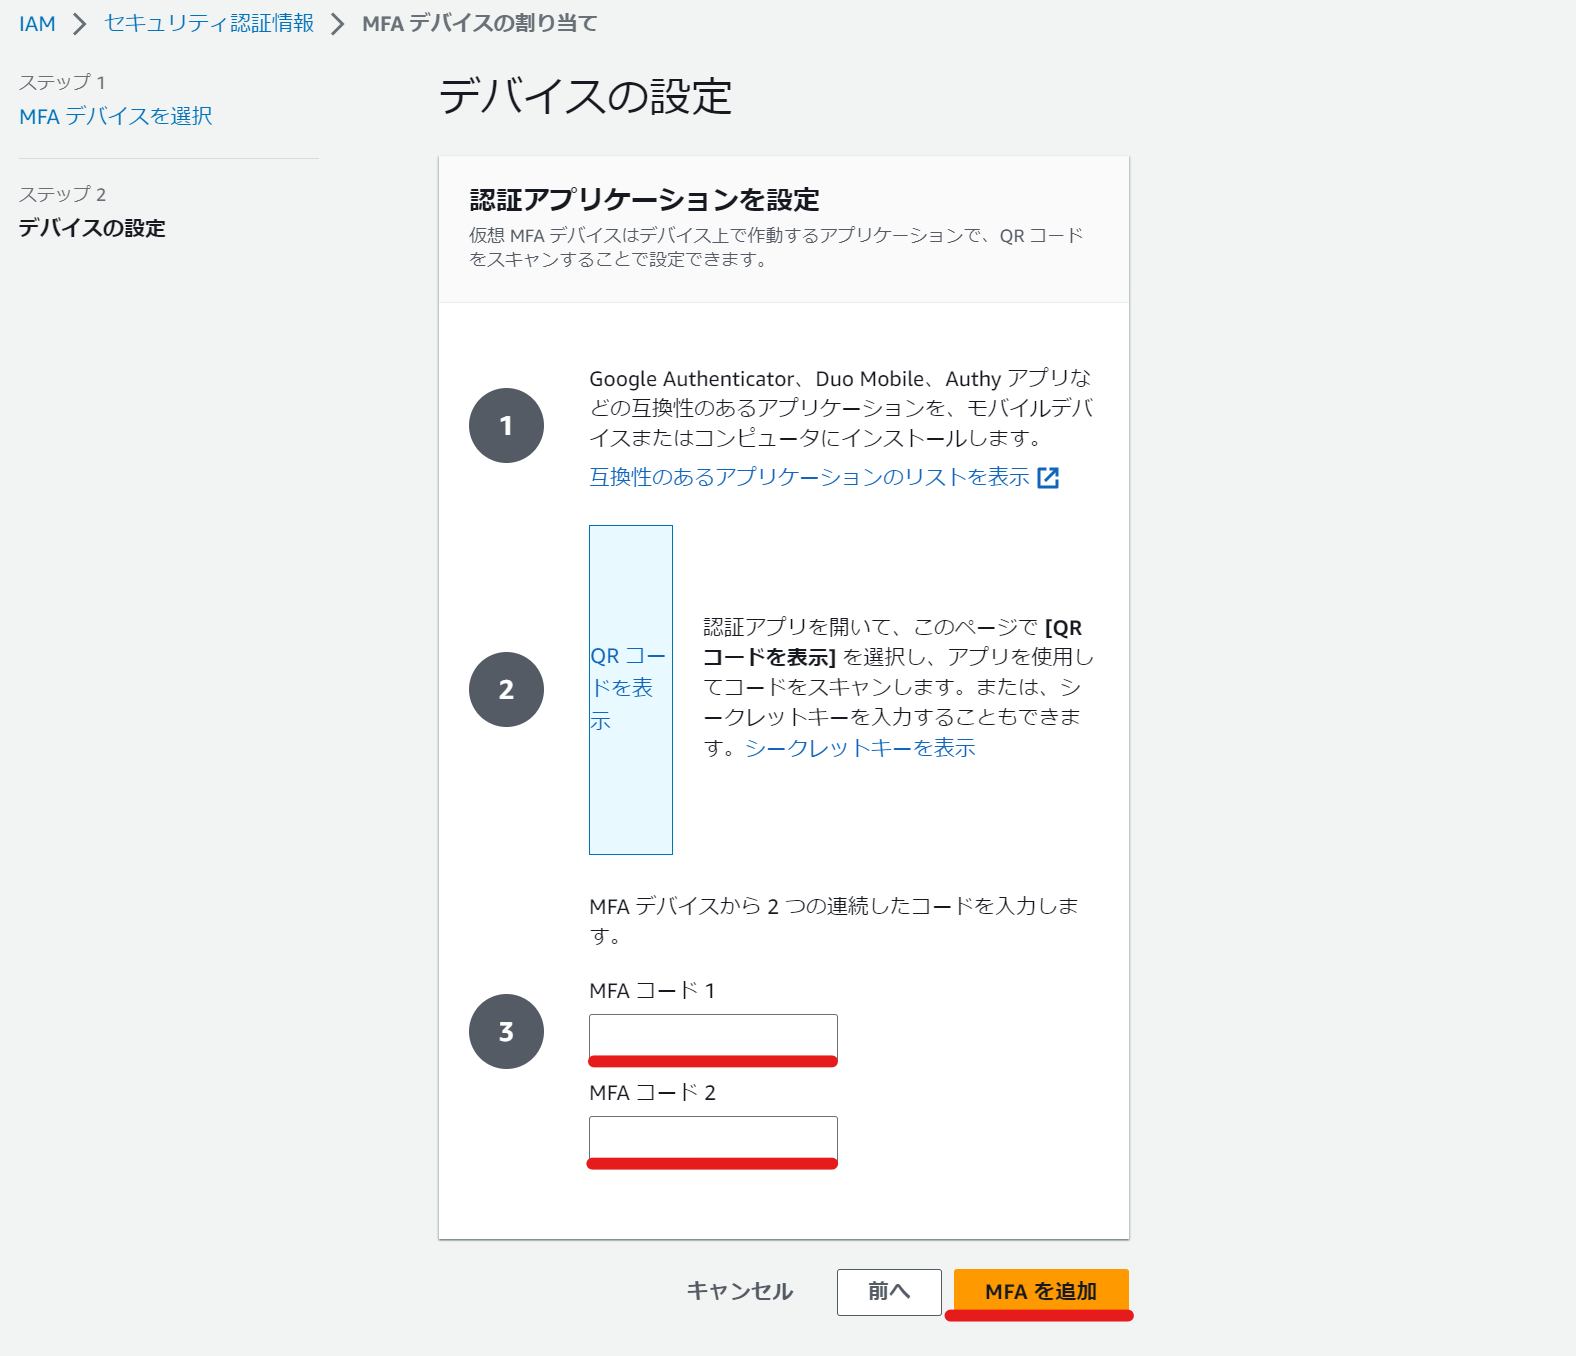 IAM > セキュリティ認証情報 > MFA デバイスの割り当て
ステップ 1
MFA デバイスを選択
ステップ 2
デバイスの設定
デバイスの設定
認証アプリケーションを設定
仮想 MFA デバイスはデバイス上で作動するアプリケーションで、QR コード
をスキャンすることで設定できます。
1
Google Authenticator、Duo Mobile、Authy アプリな
どの互換性のあるアプリケーションを、モバイルデバ
イスまたはコンピュータにインストールします。
互換性のあるアプリケーションのリストを表示
2
QR コー
ドを表
示
認証アプリを開いて、このページで [QR
コードを表示] を選択し、アプリを使用し
てコードをスキャンします。または、シ
ークレットキーを入力することもできま
す。シークレットキーを表示
3
MFA デバイスから 2 つの連続したコードを入力しま
す。
MFA コード 1
MFA コード 2
キャンセル
前へ
MFA を追加